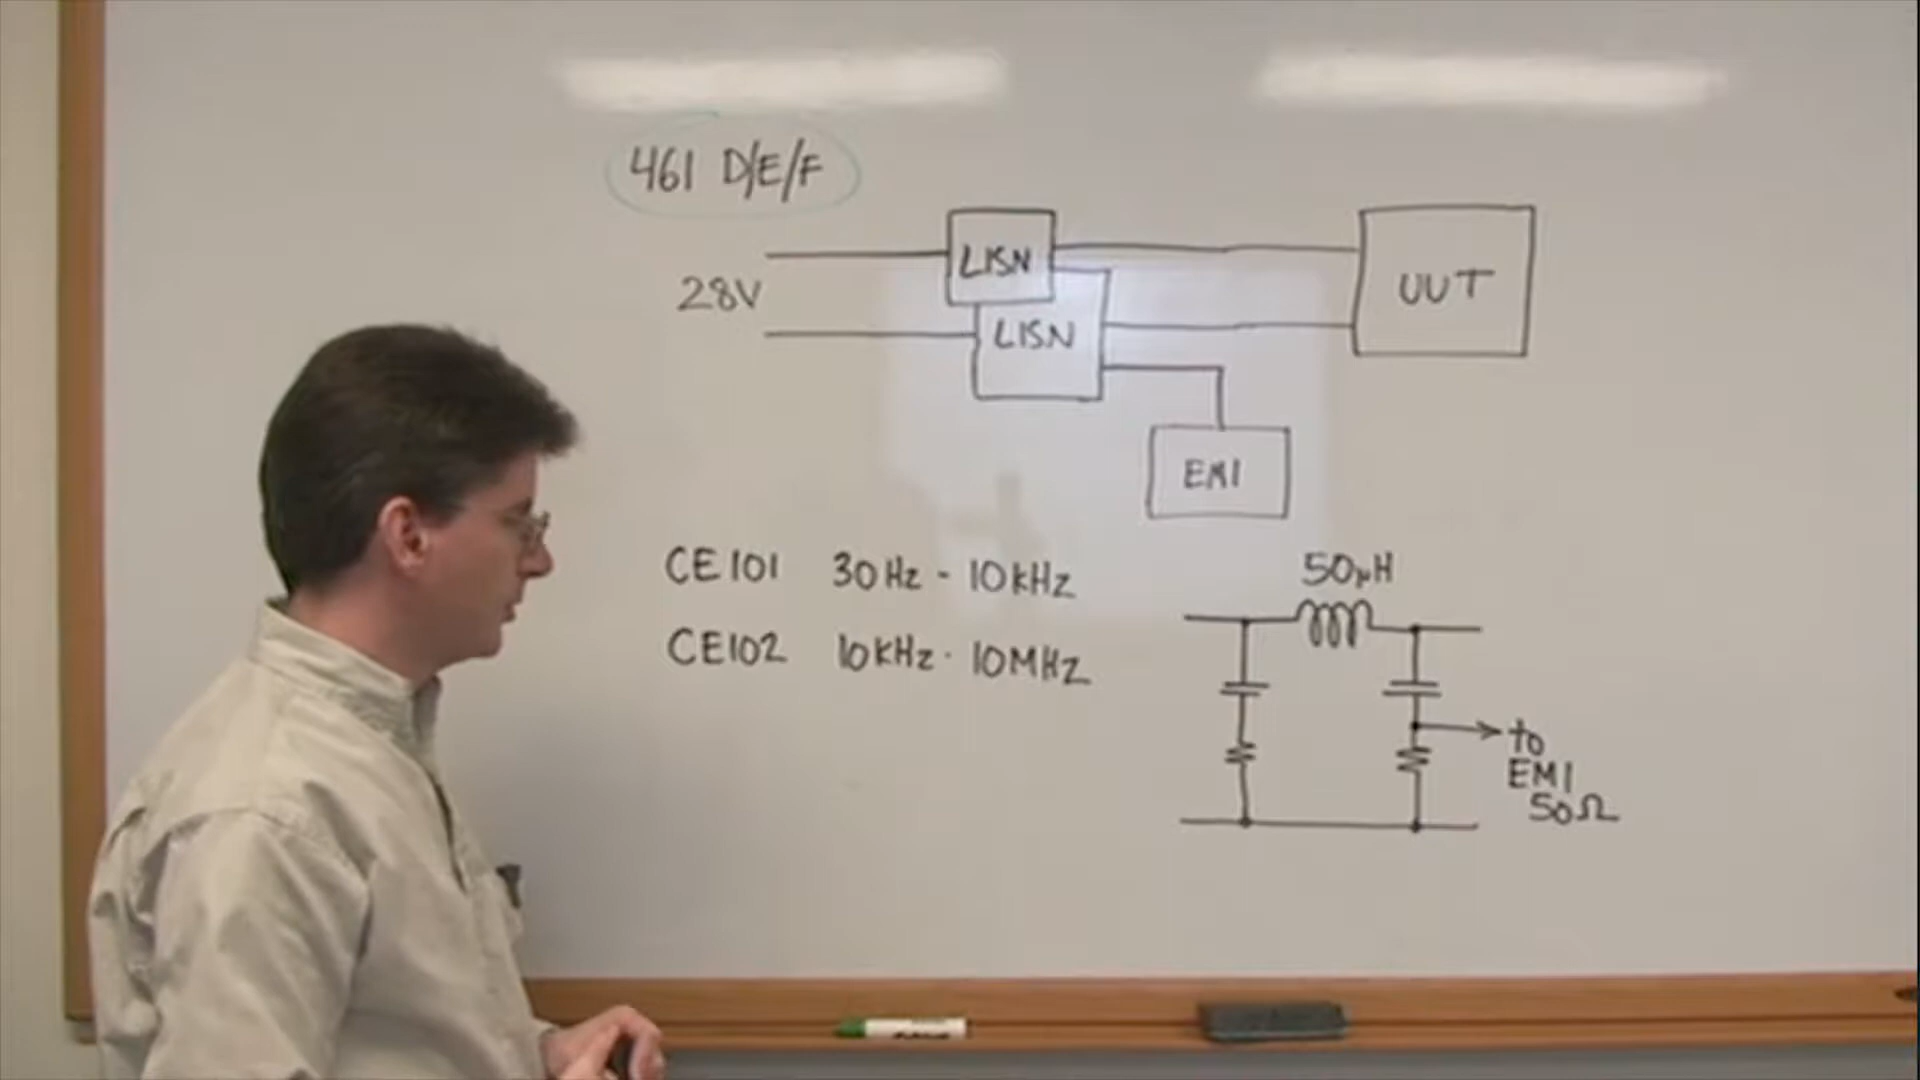 461 D/E/F
28V
LISN
LISN
UUT
EMI
CE101 30Hz - 10kHz
CE102 10kHz - 10MHz
50μH
to
EMI
50Ω